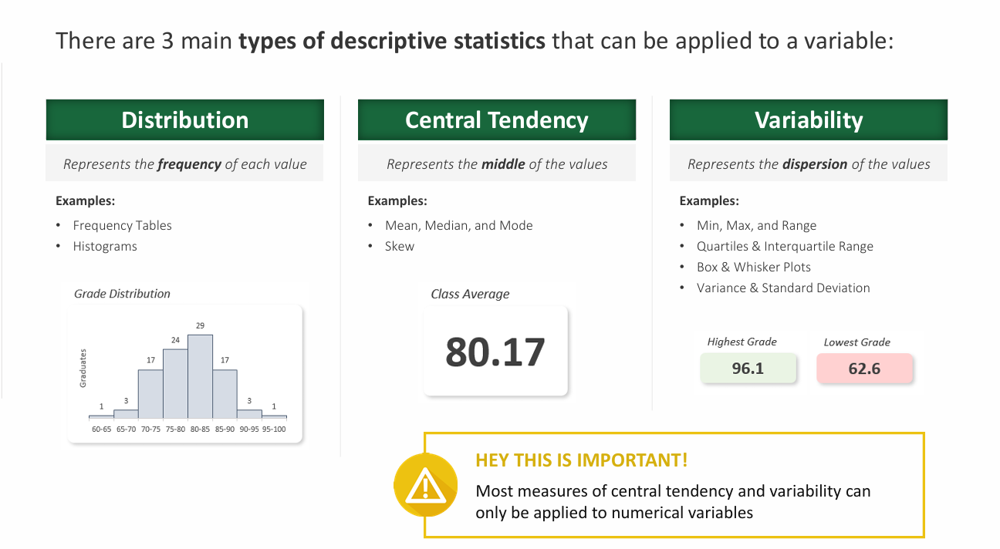 There are 3 main types of descriptive statistics that can be applied to a variable:
Distribution
Represents the frequency of each value
Examples:
• Frequency Tables
• Histograms
Grade Distribution
Graduates
1
3
17
24
29
17
3
1
60-65 65-70 70-75 75-80 80-85 85-90 90-95 95-100
Central Tendency
Represents the middle of the values
Examples:
• Mean, Median, and Mode
• Skew
Class Average
80.17
Variability
Represents the dispersion of the values
Examples:
• Min, Max, and Range
• Quartiles & Interquartile Range
• Box & Whisker Plots
• Variance & Standard Deviation
Highest Grade
96.1
Lowest Grade
62.6
HEY THIS IS IMPORTANT!
Most measures of central tendency and variability can
only be applied to numerical variables